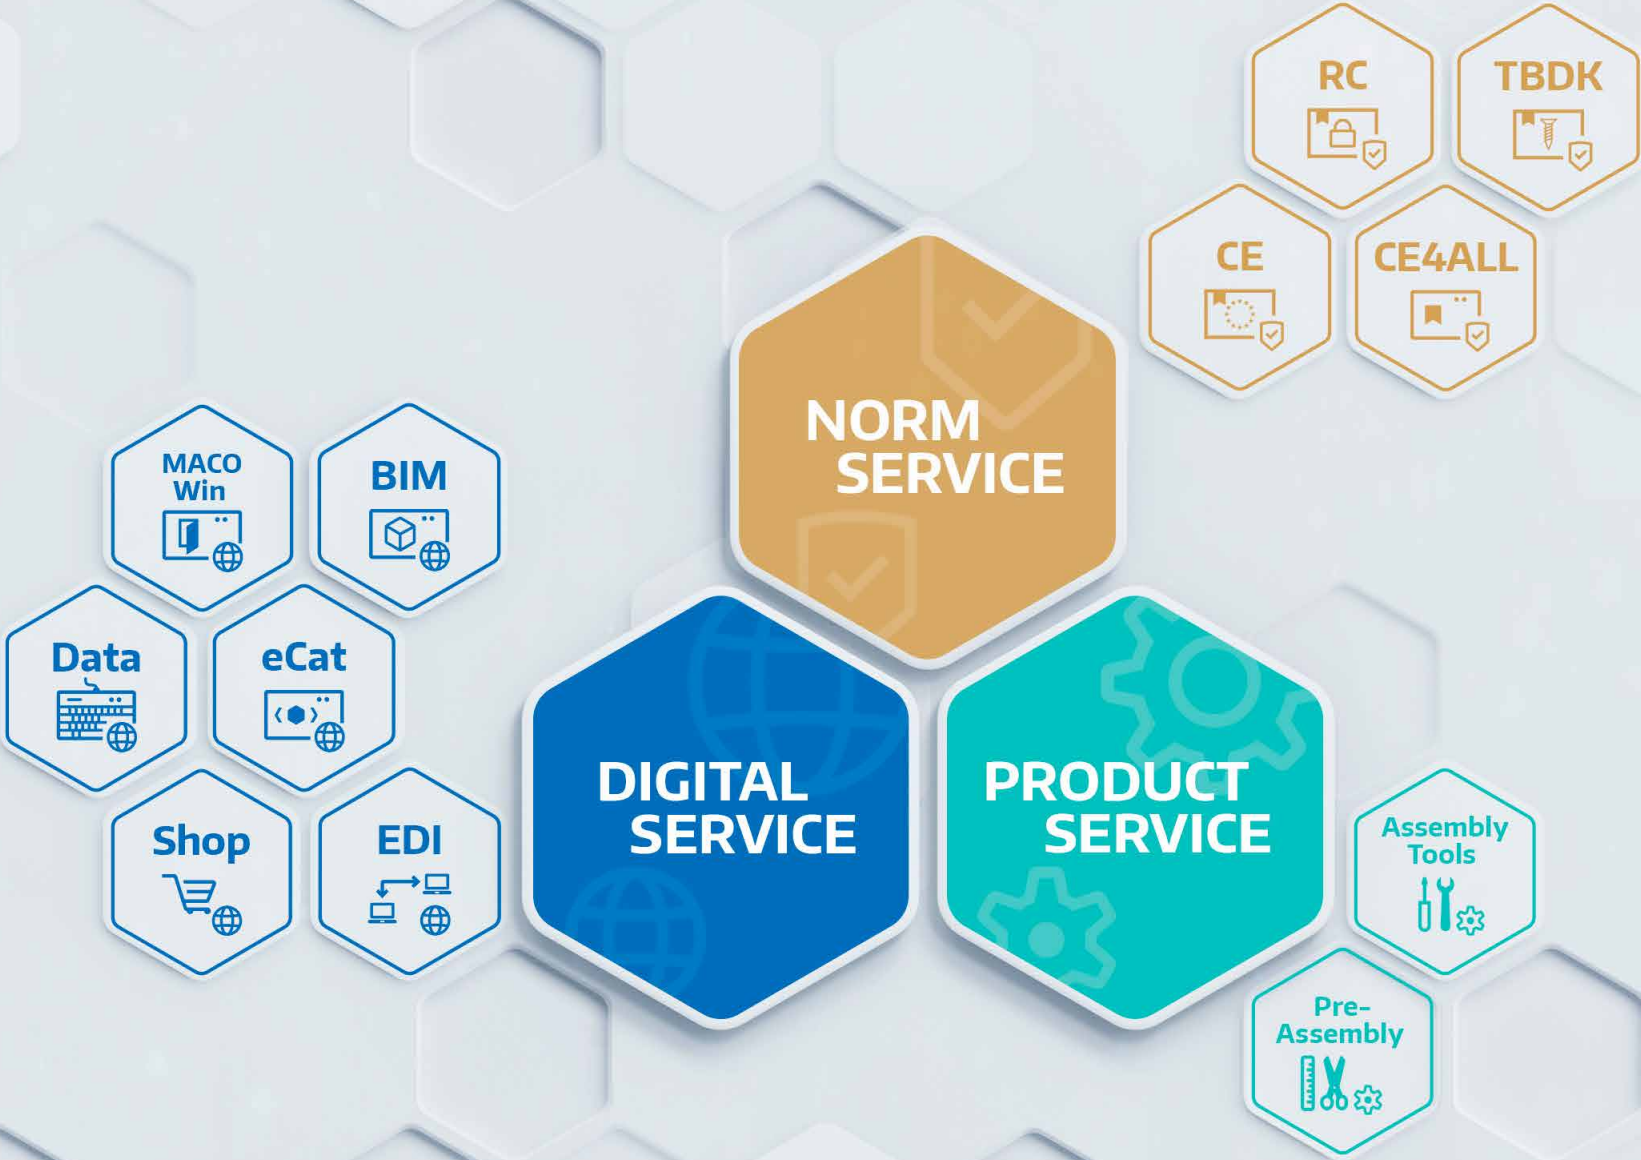 RC
TBDK
CE
CE4ALL
NORM
SERVICE
MACO
Win
BIM
Data
eCat
Shop
EDI
DIGITAL
SERVICE
PRODUCT
SERVICE
Assembly
Tools
Pre-
Assembly